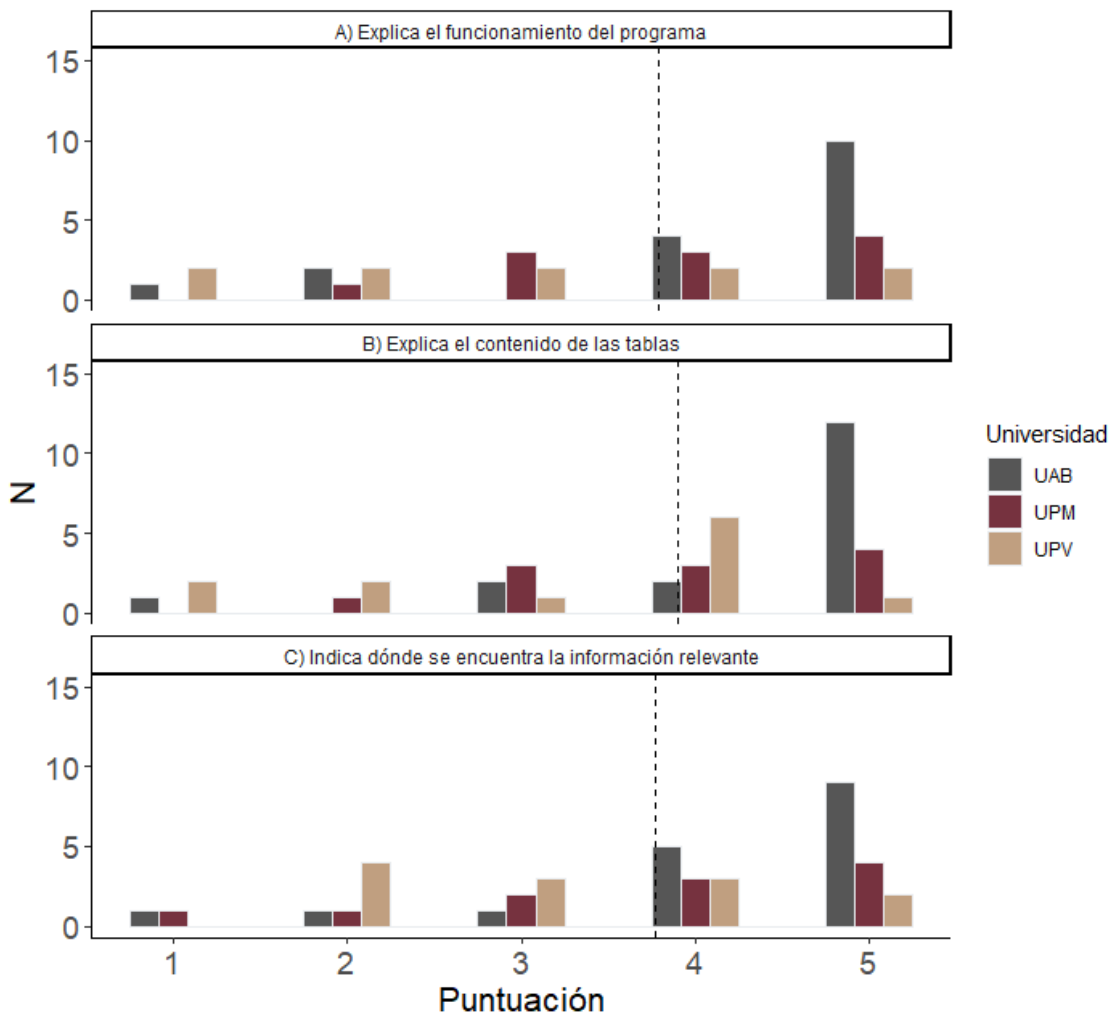 A) Explica el funcionamiento del programa
15
10
5
0
B) Explica el contenido de las tablas
15
10
5
0
C) Indica dónde se encuentra la información relevante
15
10
5
0
N
1 2 3 4 5
Puntuación
Universidad
UAB
UPM
UPV